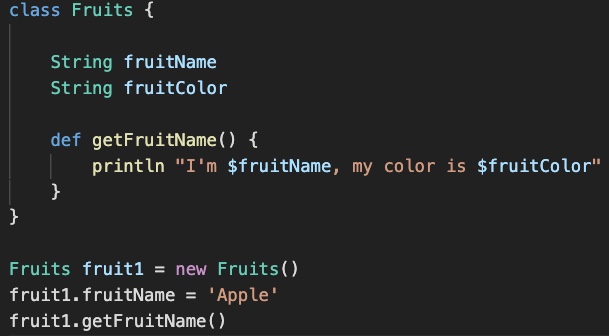 class Fruits {
String fruitName
String fruitColor
def getFruitName() {
println "I'm $fruitName, my color is $fruitColor"
}
}
Fruits fruit1 = new Fruits()
fruit1.fruitName = 'Apple'
fruit1.getFruitName()